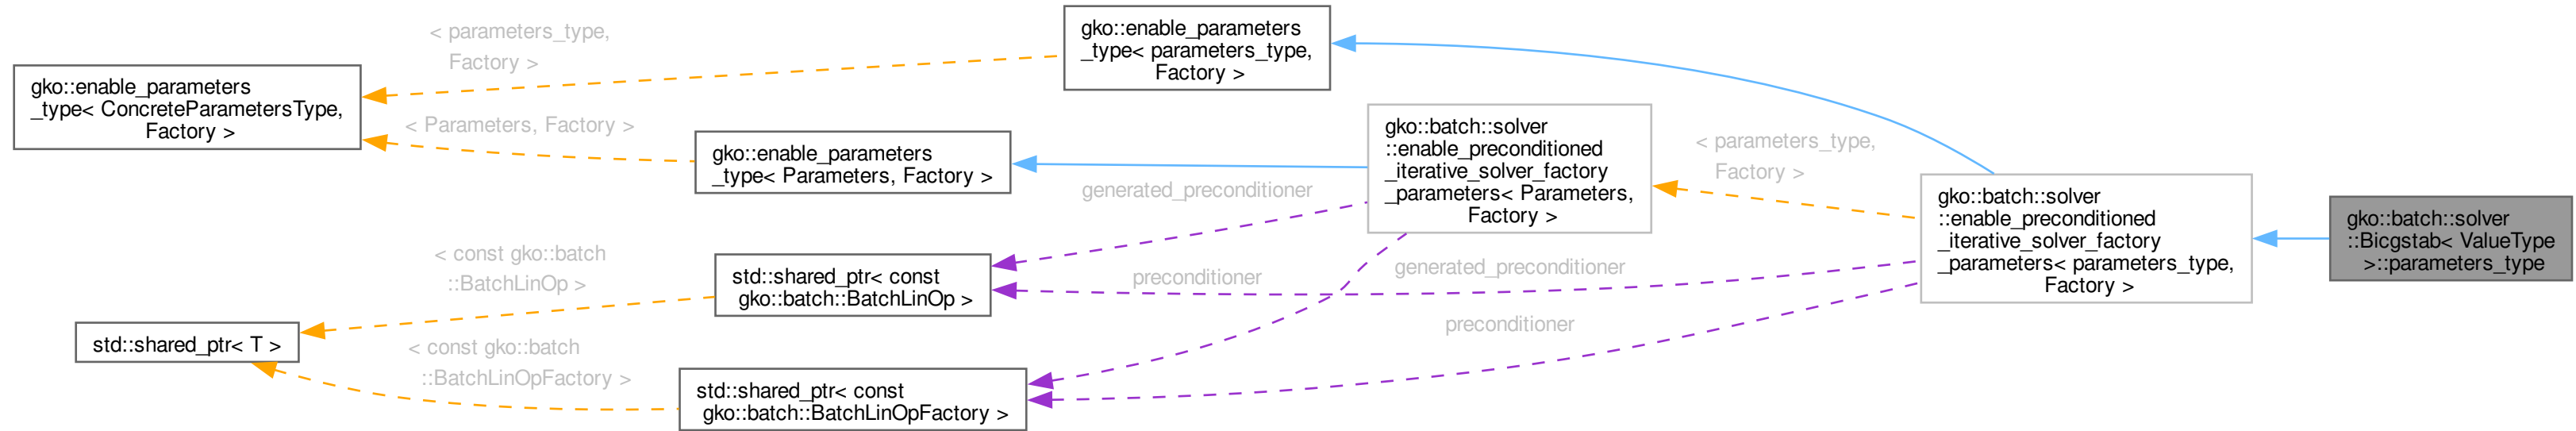 gko::enable_parameters
_type< ConcreteParametersType,
Factory >
< parameters_type,
Factory >
< Parameters, Factory >
gko::enable_parameters
_type< parameters_type,
Factory >
gko::enable_parameters
_type< Parameters, Factory >
gko::batch::solver
::enable_preconditioned
_iterative_solver_factory
_parameters< Parameters,
Factory >
< parameters_type,
Factory >
gko::batch::solver
::enable_preconditioned
_iterative_solver_factory
_parameters< parameters_type,
Factory >
gko::batch::solver
::Bicgstab< ValueType
>::parameters_type
generated_preconditioner
preconditioner
generated_preconditioner
preconditioner
< const gko::batch
::BatchLinOp >
std::shared_ptr< const
gko::batch::BatchLinOp >
std::shared_ptr< T >
< const gko::batch
::BatchLinOpFactory >
std::shared_ptr< const
gko::batch::BatchLinOpFactory >